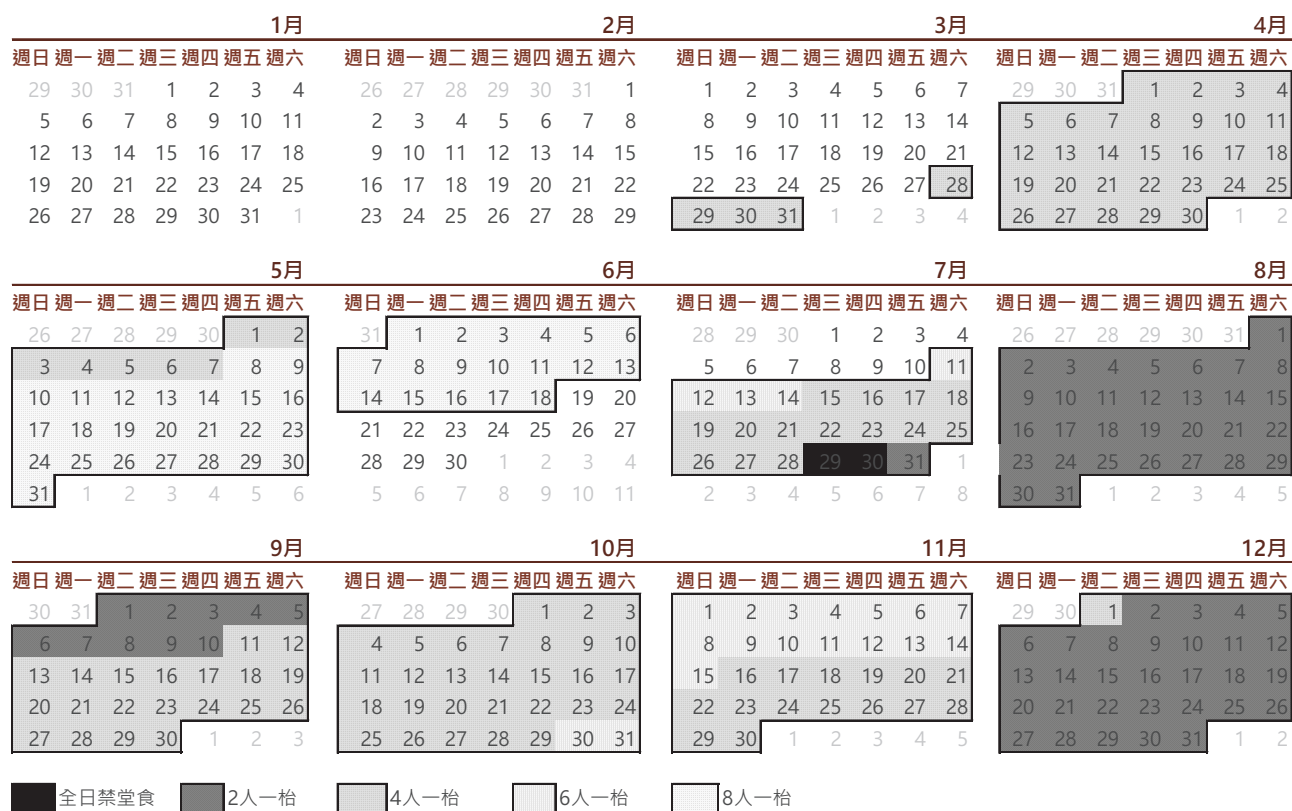 1月 2月 3月 4月
週日 週一 週二 週三 週四 週五 週六 週日 週一 週二 週三 週四 週五 週六 週日 週一 週二 週三 週四 週五 週六 週日 週一 週二 週三 週四 週五 週六
29 30 31 1 2 3 4 26 27 28 29 30 31 1 1 2 3 4 5 6 7 29 30 31 1 2 3 4
5 6 7 8 9 10 11 2 3 4 5 6 7 8 8 9 10 11 12 13 14 5 6 7 8 9 10 11
12 13 14 15 16 17 18 9 10 11 12 13 14 15 15 16 17 18 19 20 21 12 13 14 15 16 17 18
19 20 21 22 23 24 25 16 17 18 19 20 21 22 22 23 24 25 26 27 28 19 20 21 22 23 24 25
26 27 28 29 30 31 1 23 24 25 26 27 28 29 29 30 31 1 2 3 4 26 27 28 29 30 1 2
5月 6月 7月 8月
週日 週一 週二 週三 週四 週五 週六 週日 週一 週二 週三 週四 週五 週六 週日 週一 週二 週三 週四 週五 週六 週日 週一 週二 週三 週四 週五 週六
26 27 28 29 30 1 2 31 1 2 3 4 5 6 28 29 30 1 2 3 4 26 27 28 29 30 31 1
3 4 5 6 7 8 9 7 8 9 10 11 12 13 5 6 7 8 9 10 11 2 3 4 5 6 7 8
10 11 12 13 14 15 16 14 15 16 17 18 19 20 12 13 14 15 16 17 18 9 10 11 12 13 14 15
17 18 19 20 21 22 23 21 22 23 24 25 26 27 19 20 21 22 23 24 25 16 17 18 19 20 21 22
24 25 26 27 28 29 30 28 29 30 1 2 3 4 26 27 28 29 30 31 1 23 24 25 26 27 28 29
31 1 2 3 4 5 6 5 6 7 8 9 10 11 2 3 4 5 6 7 8 30 31 1 2 3 4 5
9月 10月 11月 12月
週日 週一 週二 週三 週四 週五 週六 週日 週一 週二 週三 週四 週五 週六 週日 週一 週二 週三 週四 週五 週六 週日 週一 週二 週三 週四 週五 週六
30 31 1 2 3 4 5 27 28 29 30 1 2 3 1 2 3 4 5 6 7 29 30 1 2 3 4 5
6 7 8 9 10 11 12 4 5 6 7 8 9 10 8 9 10 11 12 13 14 6 7 8 9 10 11 12
13 14 15 16 17 18 19 11 12 13 14 15 16 17 15 16 17 18 19 20 21 13 14 15 16 17 18 19
20 21 22 23 24 25 26 18 19 20 21 22 23 24 22 23 24 25 26 27 28 20 21 22 23 24 25 26
27 28 29 30 1 2 3 25 26 27 28 29 30 31 29 30 1 2 3 4 5 27 28 29 30 31 1 2
全日禁堂食 2人一枱 4人一枱 6人一枱 8人一枱